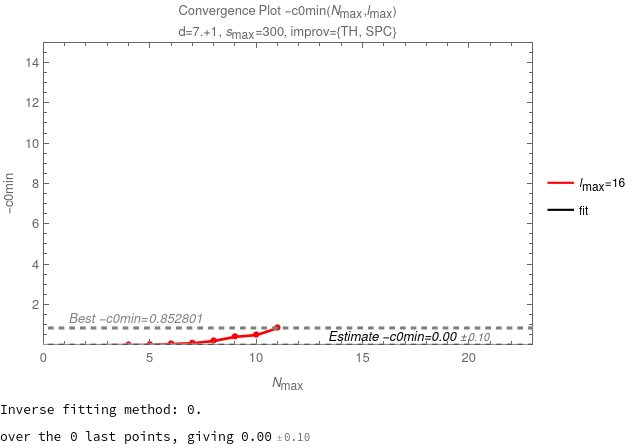 Convergence Plot −c0min(Nmax,lmax)
d=7.+1, smax=300, improv={TH, SPC}
−c0min
14
12
10
8
6
4
2
lmax=16
fit
Best −c0min=0.852801
Estimate −c0min=0.00 ±0.10
0 5 10 15 20
Nmax
Inverse fitting method: 0.
over the 0 last points, giving 0.00 ±0.10